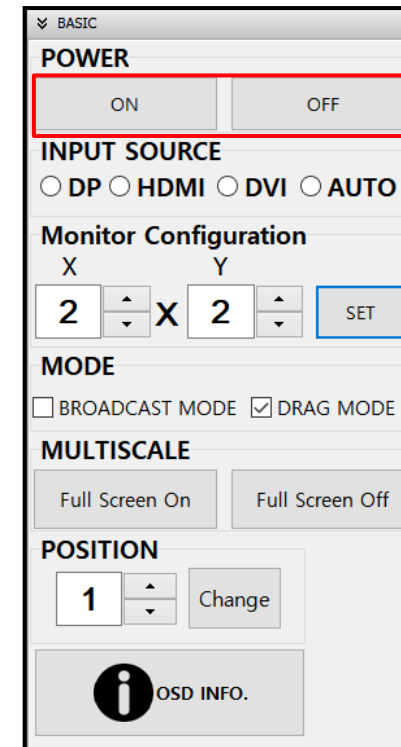 BASIC
POWER
ON OFF
INPUT SOURCE
DP HDMI DVI AUTO
Monitor Configuration
X Y
2 X 2 SET
MODE
BROADCAST MODE DRAG MODE
MULTISCALE
Full Screen On Full Screen Off
POSITION
1 Change
i OSD INFO.